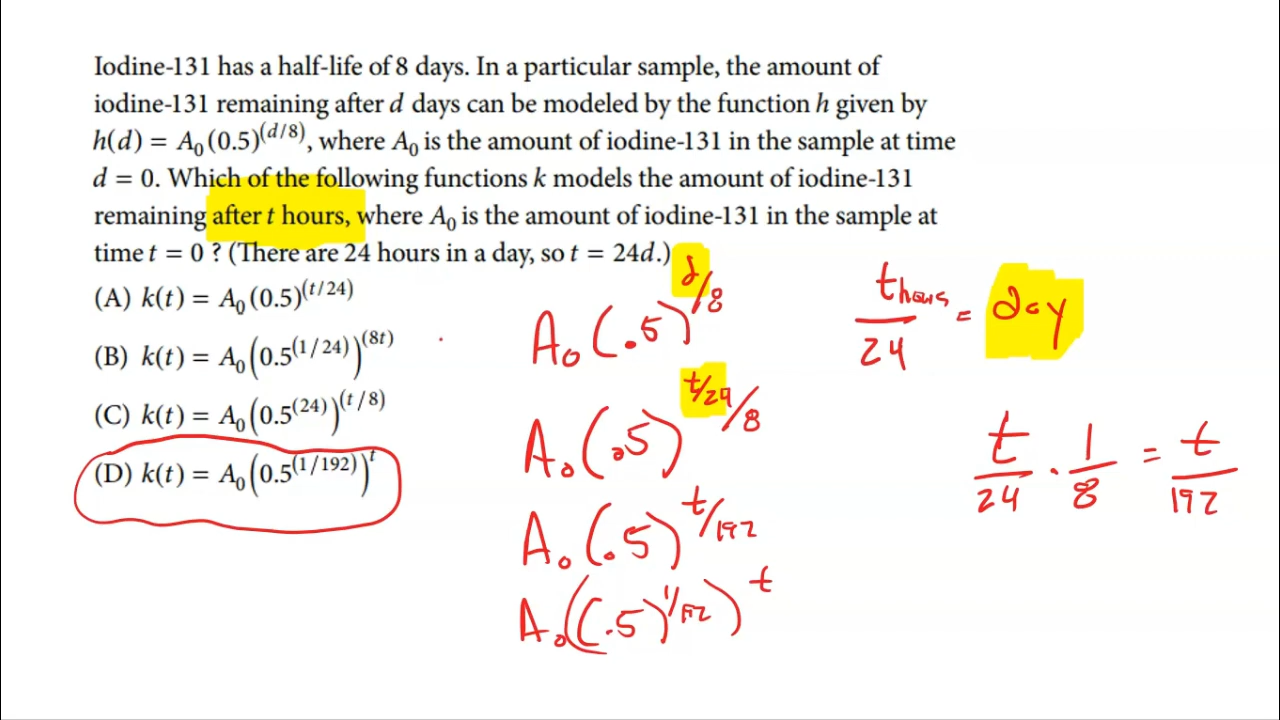 Iodine-131 has a half-life of 8 days. In a particular sample, the amount of
iodine-131 remaining after d days can be modeled by the function h given by
h(d) = A₀(0.5)^(d/8), where A₀ is the amount of iodine-131 in the sample at time
d = 0. Which of the following functions k models the amount of iodine-131
remaining after t hours, where A₀ is the amount of iodine-131 in the sample at
time t = 0 ? (There are 24 hours in a day, so t = 24d.)
(A) k(t) = A₀(0.5)^(t/24)
(B) k(t) = A₀(0.5^(1/24))^(8t)
(C) k(t) = A₀(0.5^(24))^(t/8)
(D) k(t) = A₀(0.5^(1/192))^t
A₀(.5)^d/8
A₀(.5)^t/24/8
A₀(.5)^t/192
A₀((.5)^1/192)^t
t hours/24 = day
t/24 · 1/8 = t/192